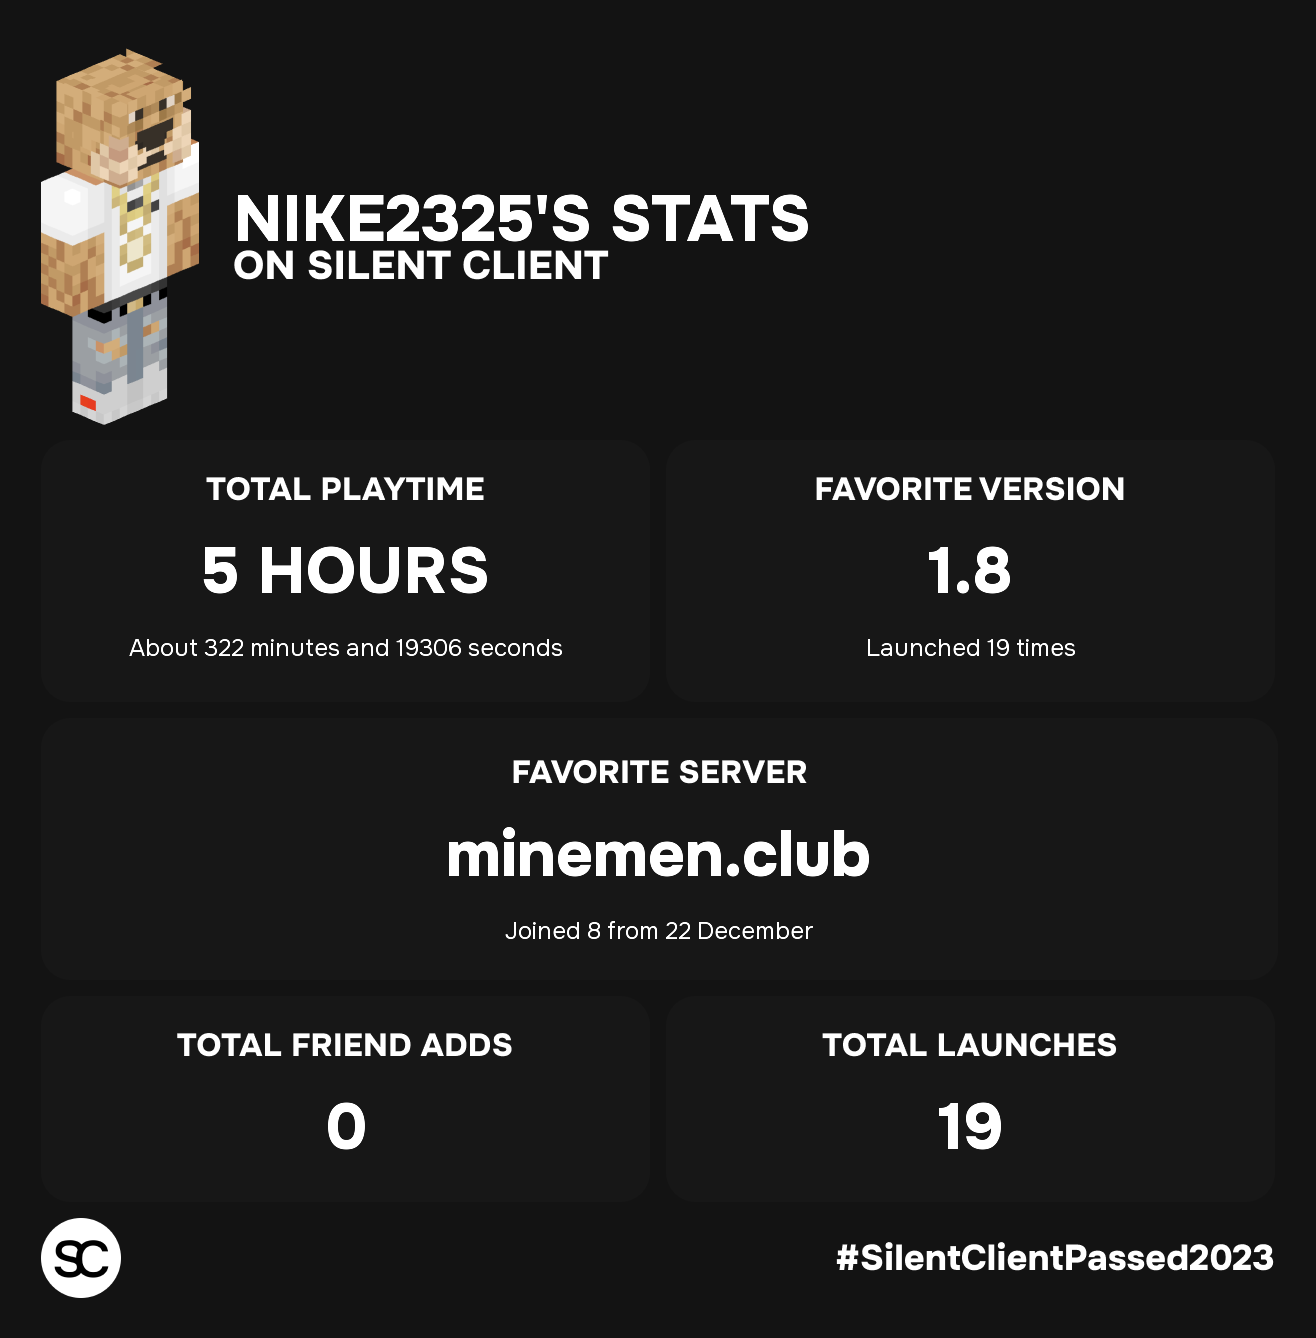 NIKE2325'S STATS
ON SILENT CLIENT
TOTAL PLAYTIME
5 HOURS
About 322 minutes and 19306 seconds
FAVORITE VERSION
1.8
Launched 19 times
FAVORITE SERVER
minemen.club
Joined 8 from 22 December
TOTAL FRIEND ADDS
0
TOTAL LAUNCHES
19
SC
#SilentClientPassed2023